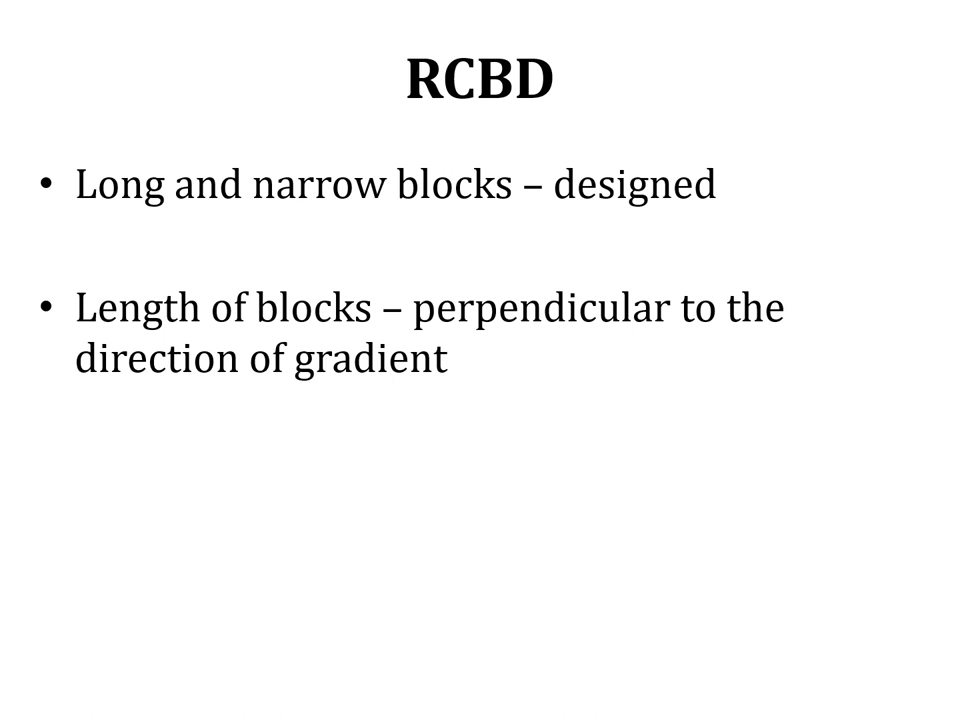 RCBD
• Long and narrow blocks – designed
• Length of blocks – perpendicular to the
direction of gradient